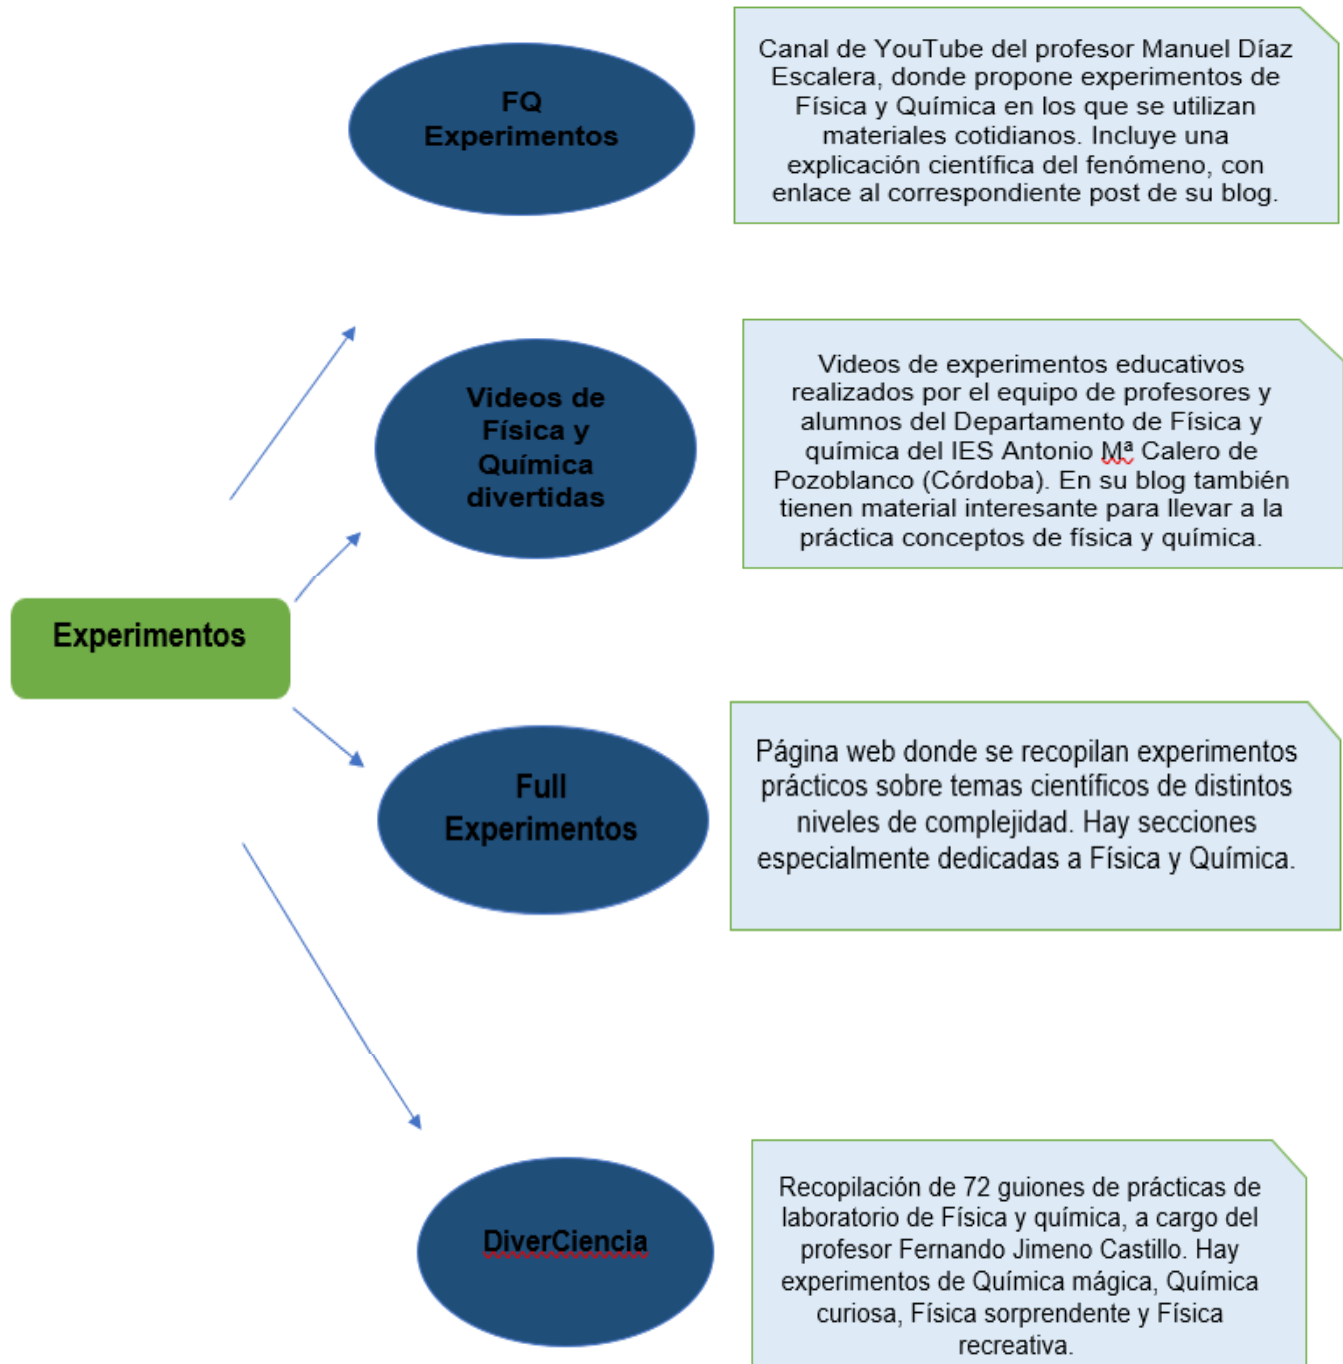 FQ
Experimentos
Canal de YouTube del profesor Manuel Díaz
Escalera, donde propone experimentos de
Física y Química en los que se utilizan
materiales cotidianos. Incluye una
explicación científica del fenómeno, con
enlace al correspondiente post de su blog.
Videos de
Física y
Química
divertidas
Videos de experimentos educativos
realizados por el equipo de profesores y
alumnos del Departamento de Física y
química del IES Antonio Mª Calero de
Pozoblanco (Córdoba). En su blog también
tienen material interesante para llevar a la
práctica conceptos de física y química.
Experimentos
Full
Experimentos
Página web donde se recopilan experimentos
prácticos sobre temas científicos de distintos
niveles de complejidad. Hay secciones
especialmente dedicadas a Física y Química.
DiverCiencia
Recopilación de 72 guiones de prácticas de
laboratorio de Física y química, a cargo del
profesor Fernando Jimeno Castillo. Hay
experimentos de Química mágica, Química
curiosa, Física sorprendente y Física
recreativa.